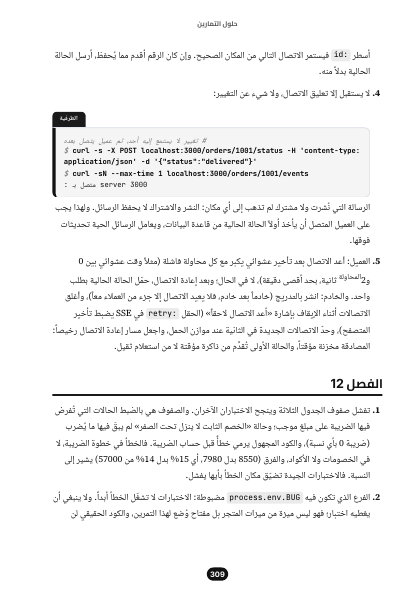 حلول التمارين
أسطر id: فيستمر الاتصال التالي من المكان الصحيح. وإن كان الرقم أقدم مما يُحفظ، أرسل الحالة
الحالية بدلاً منه.
4. لا يستقبل إلا تعليق الاتصال، ولا شيء عن التغيير:
الطرفية
# تغيير لا يستمع إليه أحد، ثم عميل يتصل بعده
$ curl -s -X POST localhost:3000/orders/1001/status -H 'content-type:
application/json' -d '{"status":"delivered"}'
$ curl -sN --max-time 1 localhost:3000/orders/1001/events
: متصل بـ server 3000
الرسالة التي نُشرت ولا مشترك لم تذهب إلى أي مكان: النشر والاشتراك لا يحفظ الرسائل. ولهذا يجب
على العميل المتصل أن يأخذ أولاً الحالة الحالية من قاعدة البيانات، ويعامل الرسائل الحية تحديثات
فوقها.
5. العميل: أعد الاتصال بعد تأخير عشوائي يكبر مع كل محاولة فاشلة (مثلاً وقت عشوائي بين 0
و2المحاولة ثانية، بحد أقصى دقيقة)، لا في الحال؛ وبعد إعادة الاتصال، حمّل الحالة الحالية بطلب
واحد. والخادم: انشر بالتدريج (خادماً بعد خادم، فلا يعيد الاتصال إلا جزء من العملاء معاً)، وأغلق
الاتصالات أثناء الإيقاف بإشارة «أعد الاتصال لاحقاً» (الحقل retry: في SSE يضبط تأخير
المتصفح)، وحدّ الاتصالات الجديدة في الثانية عند موازن الحمل، واجعل مسار إعادة الاتصال رخيصاً:
المصادقة مخزنة مؤقتاً، والحالة الأولى تُقدَّم من ذاكرة مؤقتة لا من استعلام ثقيل.
الفصل 12
1. تفشل صفوف الجدول الثلاثة وينجح الاختباران الآخران. والصفوف هي بالضبط الحالات التي تُفرض
فيها الضريبة على مبلغ موجب؛ وحالة «الخصم الثابت لا ينزل تحت الصفر» لم يبقَ فيها ما يُضرب
(ضريبة 0 بأي نسبة)، والكود المجهول يرمي خطأً قبل حساب الضريبة. فالخطأ في خطوة الضريبة، لا
في الخصومات ولا الأكواد، والفرق (8550 بدل 7980, أي 15% بدل 14% من 57000) يشير إلى
النسبة. فالاختبارات الجيدة تضيّق مكان الخطأ بأيها يفشل.
2. الفرع الذي تكون فيه process.env.BUG مضبوطة: الاختبارات لا تشغّل الخطأ أبداً. ولا ينبغي أن
يغطيه اختبار؛ فهو ليس ميزة من ميزات المتجر بل مفتاح وُضع لهذا التمرين، والكود الحقيقي لن
309